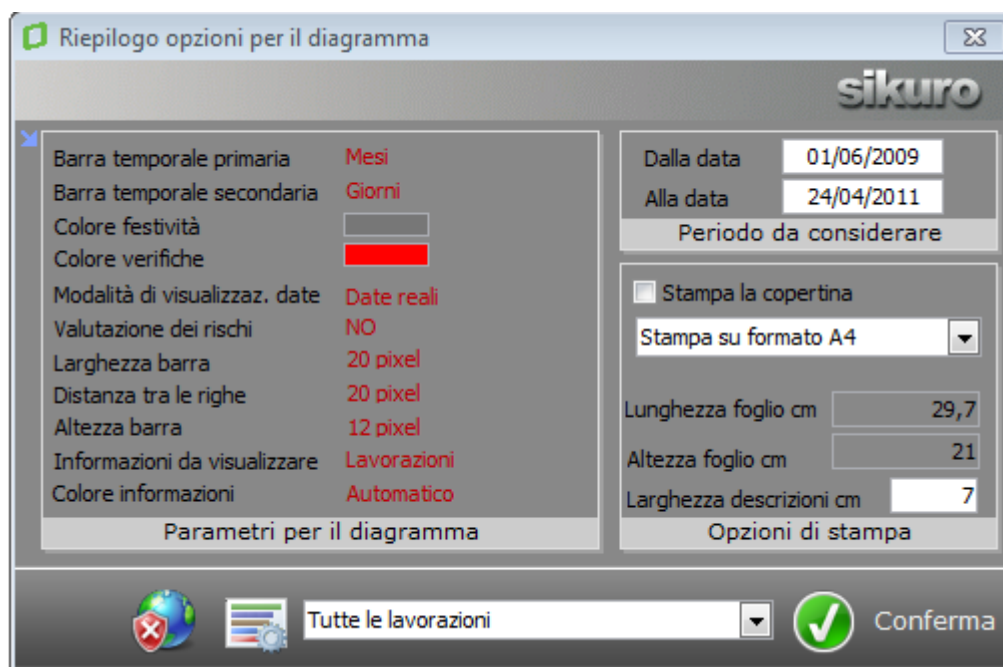 Riepilogo opzioni per il diagramma
sikuro
Barra temporale primaria Mesi
Barra temporale secondaria Giorni
Colore festività
Colore verifiche
Modalità di visualizzaz. date Date reali
Valutazione dei rischi NO
Larghezza barra 20 pixel
Distanza tra le righe 20 pixel
Altezza barra 12 pixel
Informazioni da visualizzare Lavorazioni
Colore informazioni Automatico
Parametri per il diagramma
Dalla data 01/06/2009
Alla data 24/04/2011
Periodo da considerare
Stampa la copertina
Stampa su formato A4
Lunghezza foglio cm 29,7
Altezza foglio cm 21
Larghezza descrizioni cm 7
Opzioni di stampa
Tutte le lavorazioni
Conferma